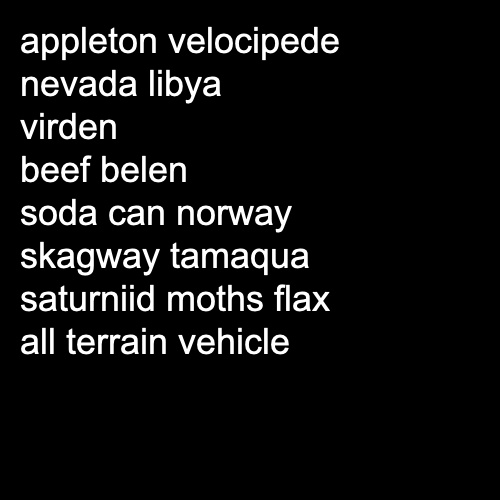 appleton velocipede
nevada libya
virden
beef belen
soda can norway
skagway tamaqua
saturniid moths flax
all terrain vehicle